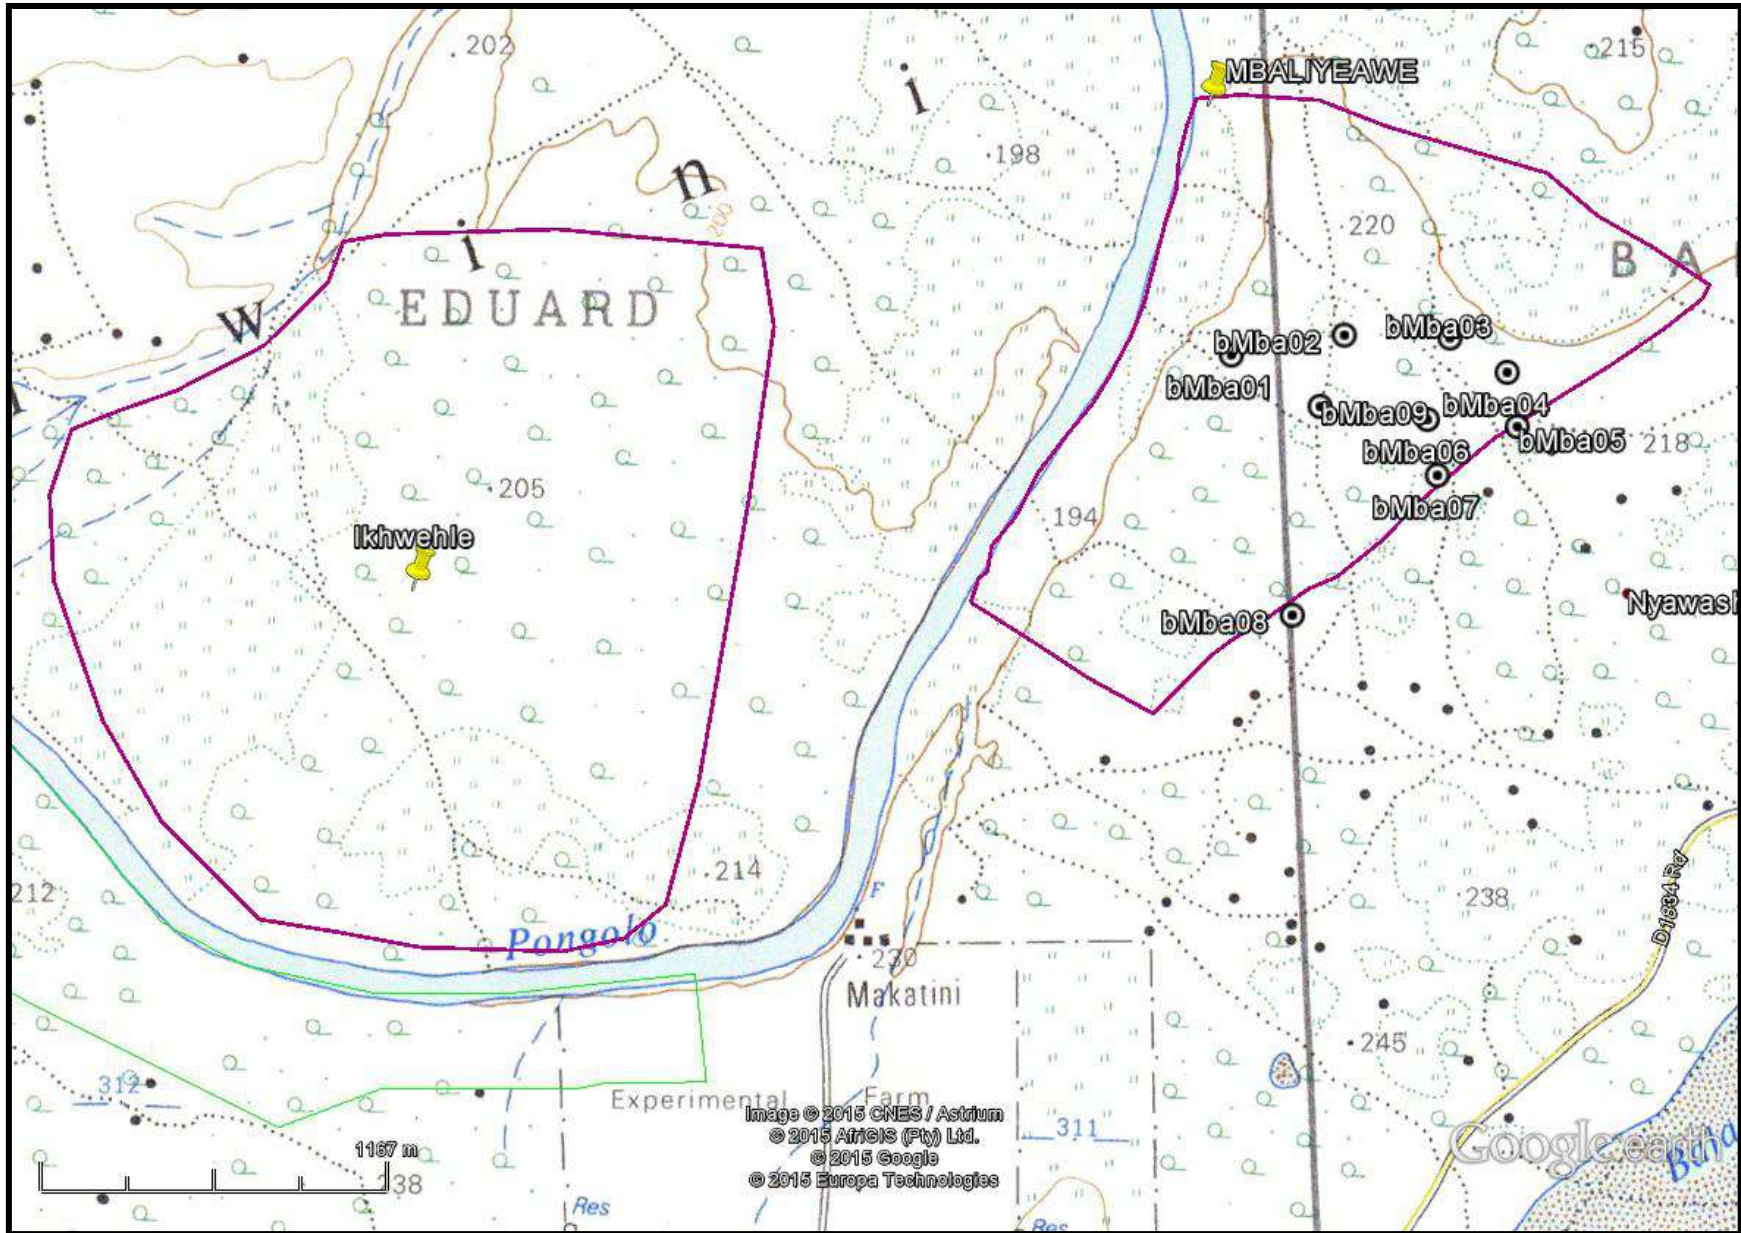 202
215
MBALIYEAWE
i
198
n
200
220
i
B A
EDUARD
w
bMba02
bMba03
bMba01
bMba09
bMba04
bMba05
218
bMba06
205
bMba07
194
Ikhwehle
Nyawash
bMba08
214
212
F
238
D1834 Rd
Pongolo
230
Makatini
245
312
Experimental Farm
Image © 2015 CNES / Astrium
© 2015 AfriGIS (Pty) Ltd.
© 2015 Google
© 2015 Europa Technologies
311
Google earth
1167 m
238
Res
Res